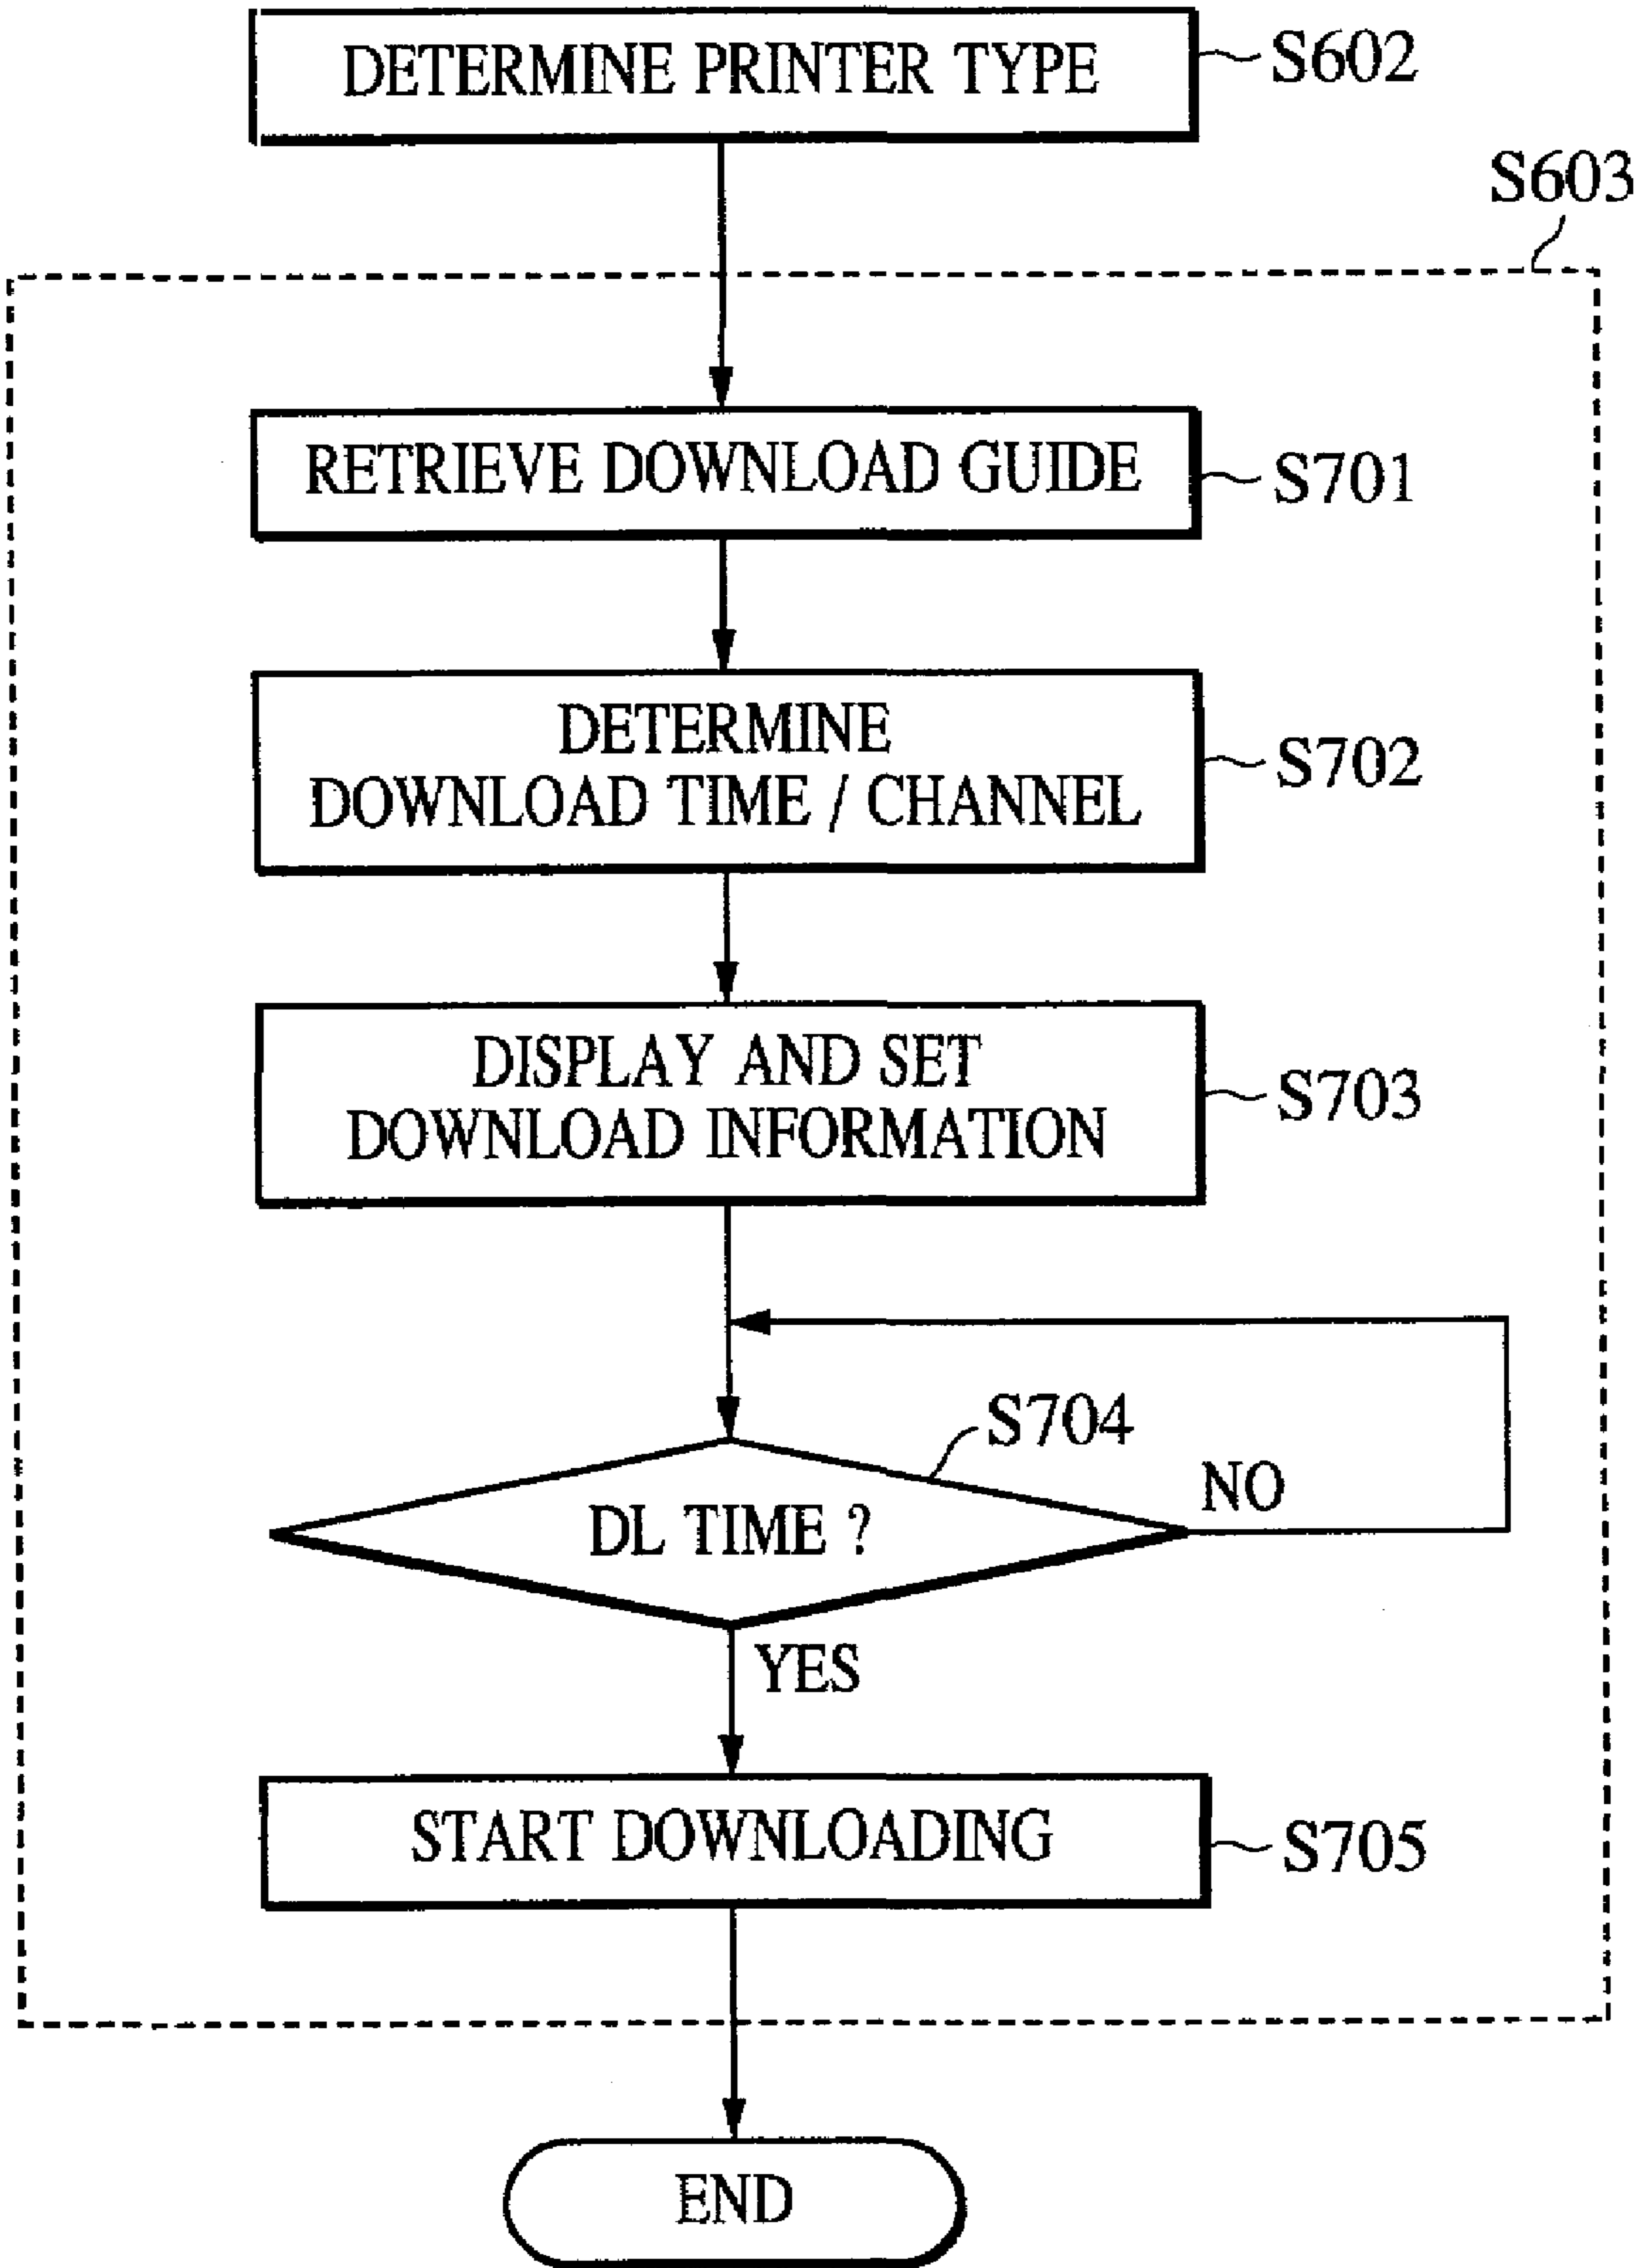 DETERMINE PRINTER TYPE
S602
S603
RETRIEVE DOWNLOAD GUIDE
S701
DETERMINE
DOWNLOAD TIME / CHANNEL
S702
DISPLAY AND SET
DOWNLOAD INFORMATION
S703
S704
DL TIME ?
NO
YES
START DOWNLOADING
S705
END